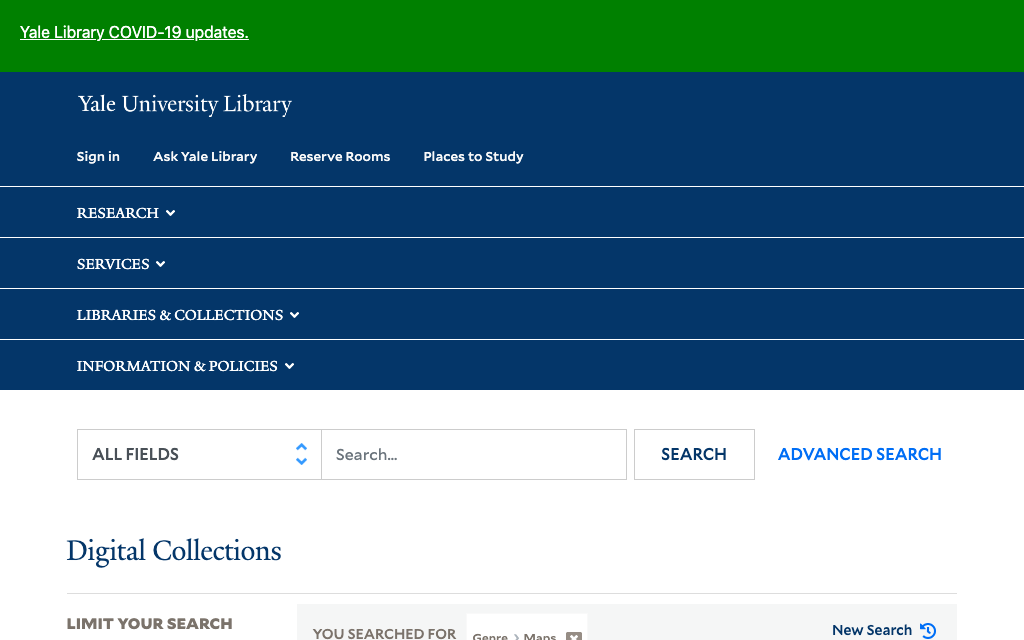 Yale Library COVID-19 updates.
Yale University Library
Sign in Ask Yale Library Reserve Rooms Places to Study
RESEARCH
SERVICES
LIBRARIES & COLLECTIONS
INFORMATION & POLICIES
ALL FIELDS Search... SEARCH ADVANCED SEARCH
Digital Collections
LIMIT YOUR SEARCH
YOU SEARCHED FOR Genre > Maps New Search